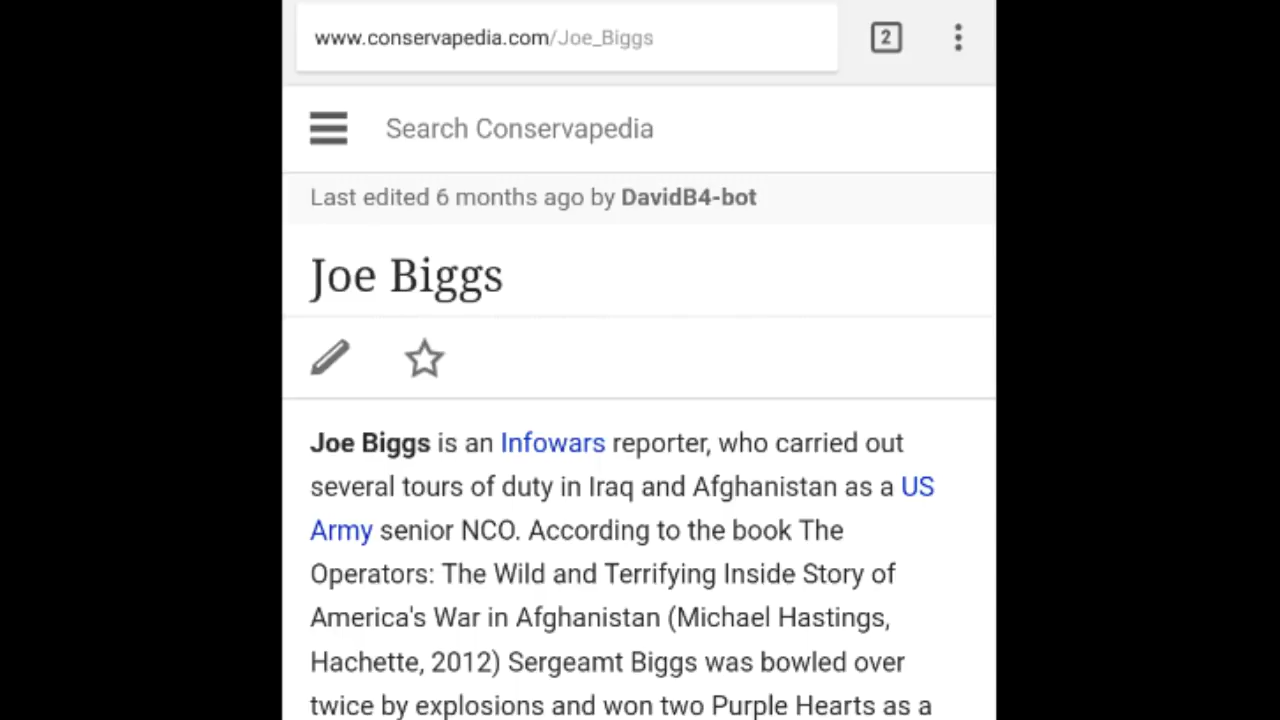 www.conservapedia.com/Joe_Biggs
2
Search Conservapedia
Last edited 6 months ago by DavidB4-bot
Joe Biggs
Joe Biggs is an Infowars reporter, who carried out
several tours of duty in Iraq and Afghanistan as a US
Army senior NCO. According to the book The
Operators: The Wild and Terrifying Inside Story of
America's War in Afghanistan (Michael Hastings,
Hachette, 2012) Sergeamt Biggs was bowled over
twice by explosions and won two Purple Hearts as a